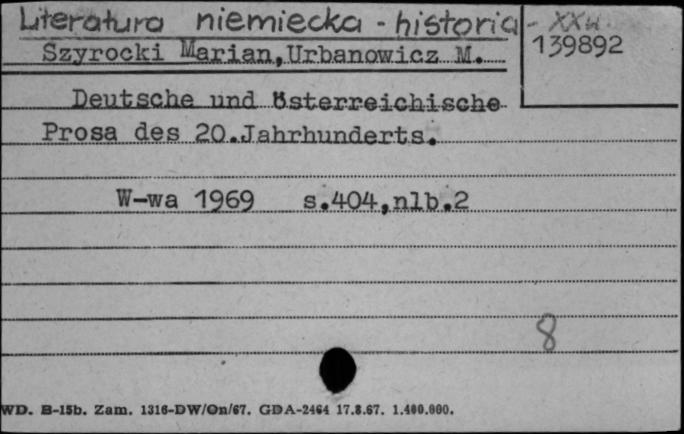 Literatura niemiecka - historia - XXw
139892
Szyrocki Marian, Urbanowicz M.
Deutsche und österreichische
Prosa des 20.Jahrhunderts.
W-wa 1969 s.404,nlb.2
8
WD. B-15b. Zam. 1316-DW/On/67. GDA-2464 17.8.67. 1.400.000.